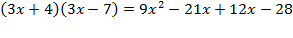 (3x + 4)(3x − 7) = 9x² − 21x + 12x − 28